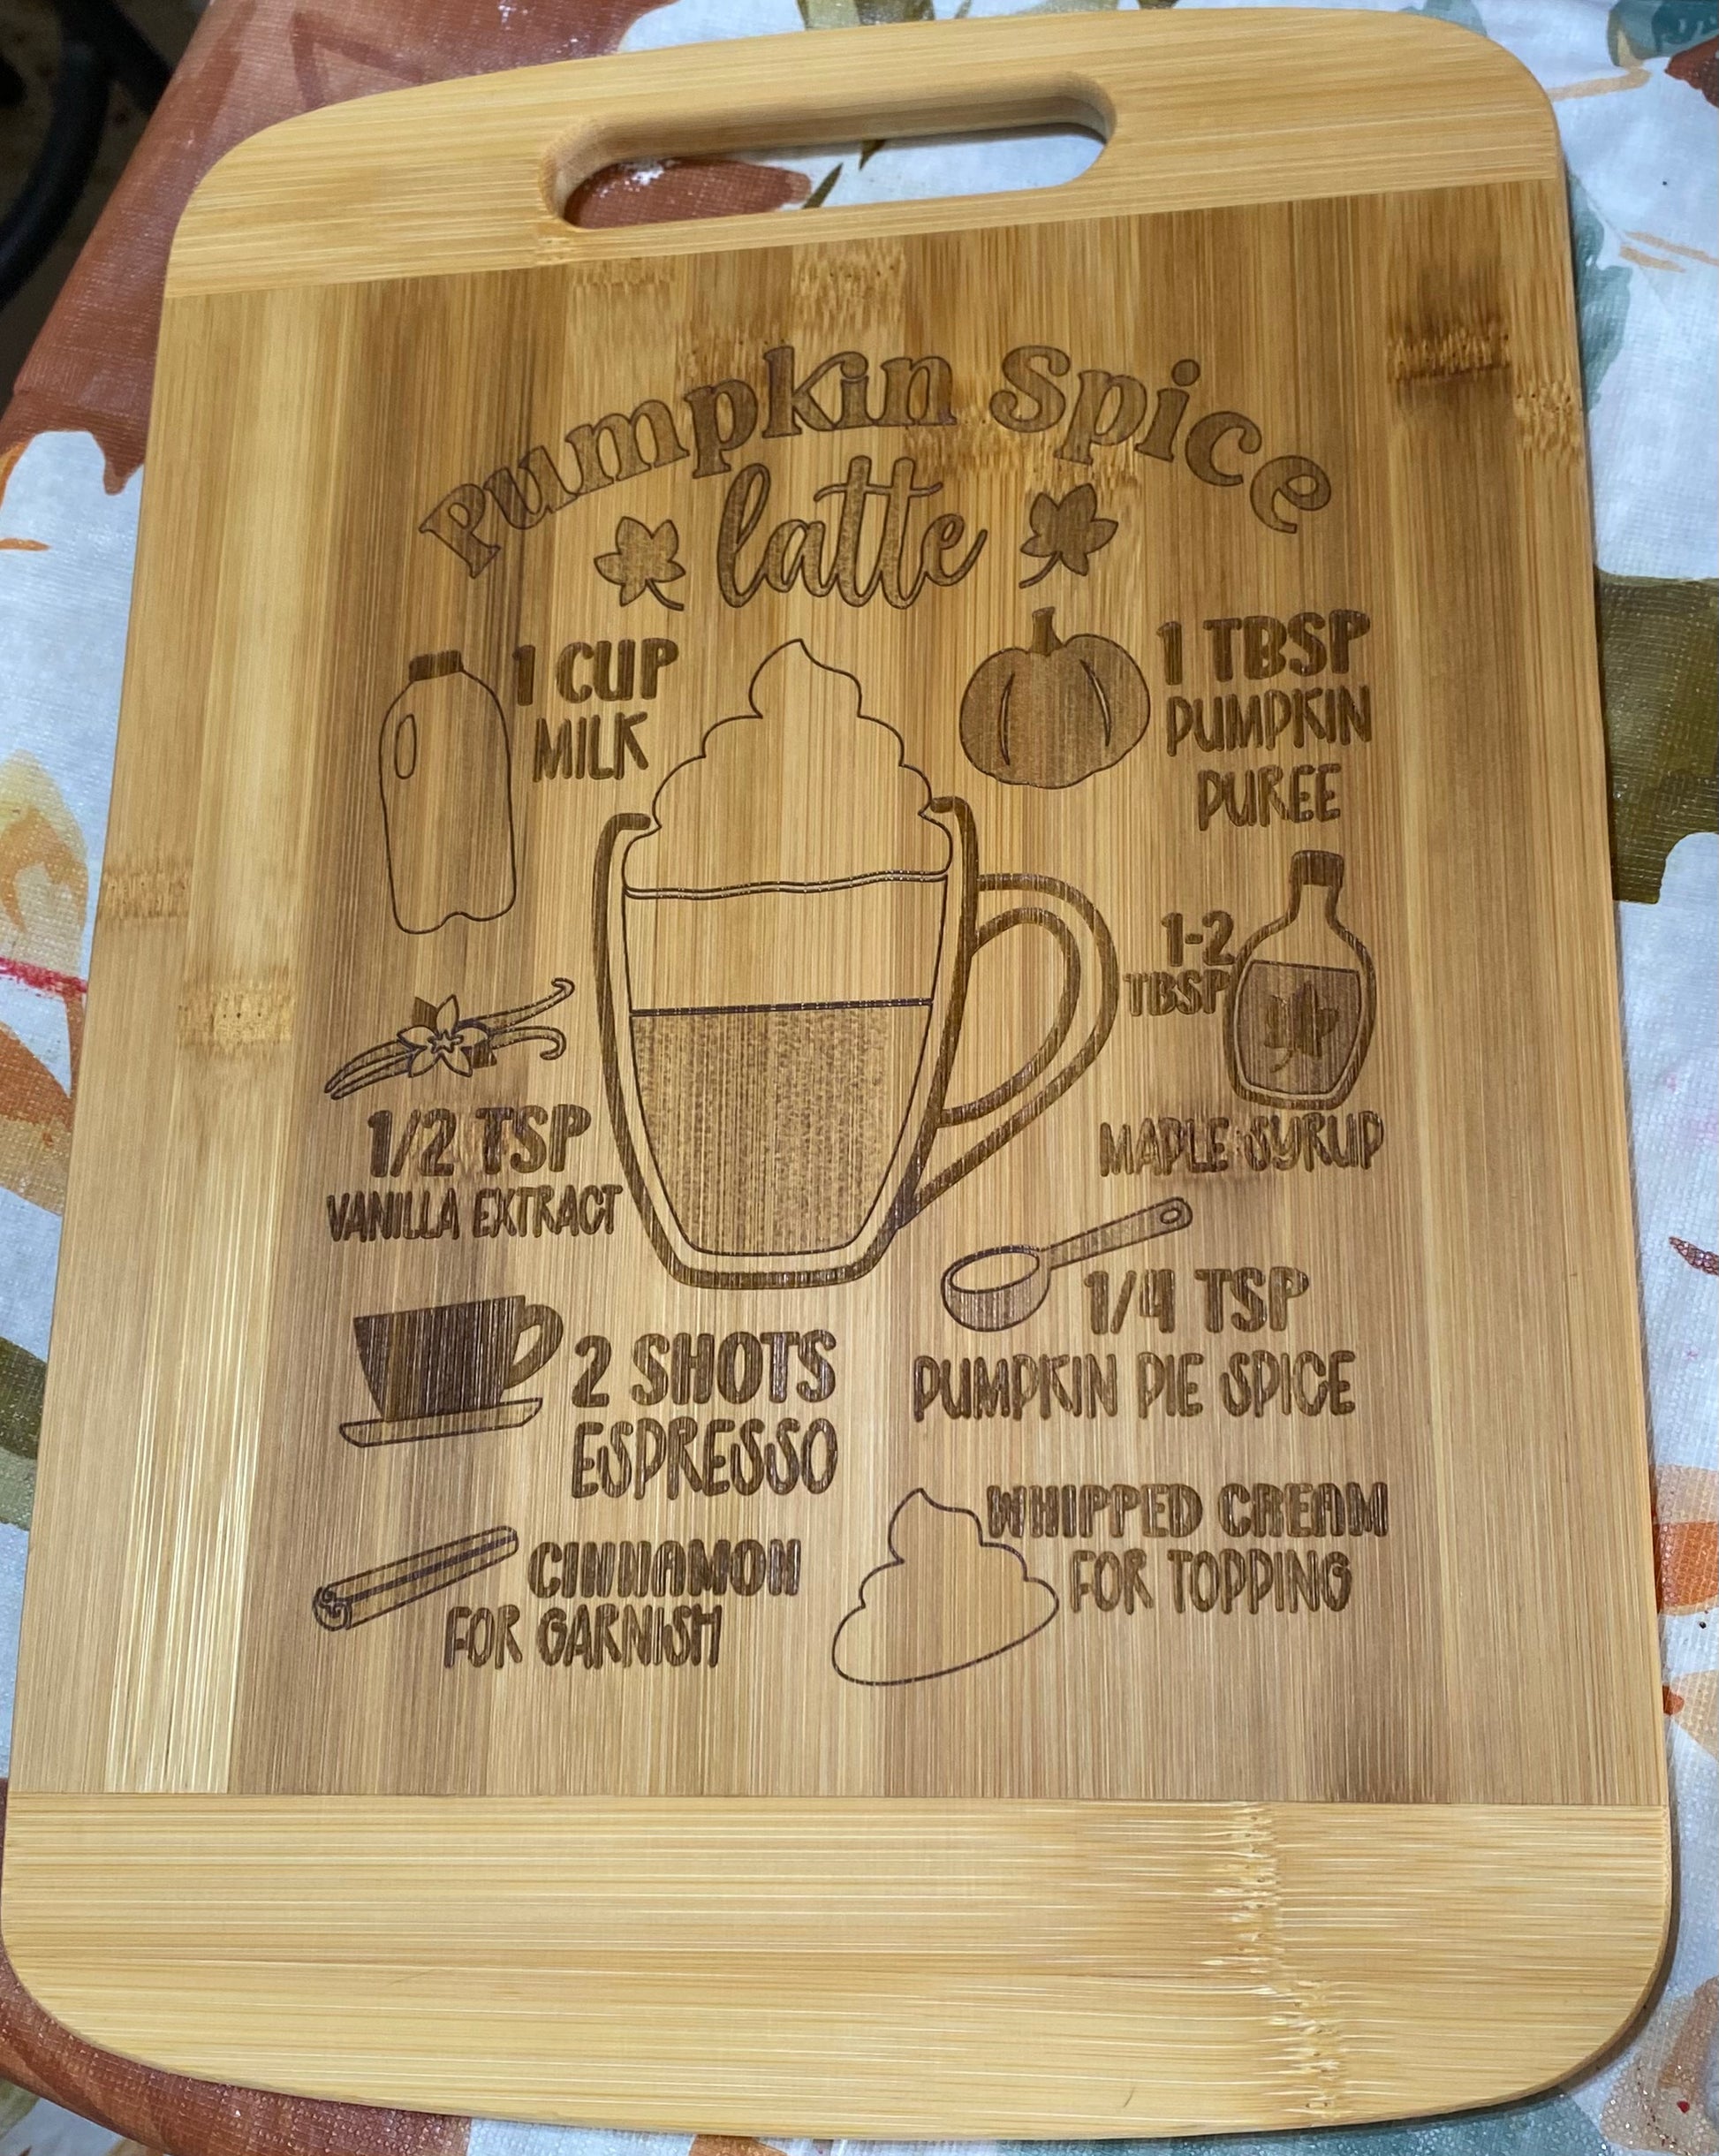 Pumpkin Spice
latte
1 CUP
MILK
1 TBSP
PUMPKIN
PUREE
1-2
TBSP
MAPLE SYRUP
1/2 TSP
VANILLA EXTRACT
1/4 TSP
PUMPKIN PIE SPICE
2 SHOTS
ESPRESSO
WHIPPED CREAM
FOR TOPPING
CINNAMON
FOR GARNISH